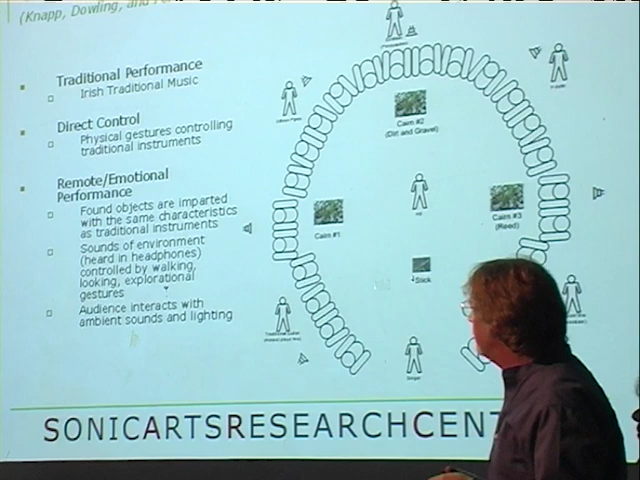 (Knapp, Dowling, and
Traditional Performance
Irish Traditional Music
Direct Control
Physical gestures controlling
traditional instruments
Remote/Emotional
Performance
Found objects are imparted
with the same characteristics
as traditional instruments
Sounds of environment
(heard in headphones)
controlled by walking,
looking, explorational
gestures
Audience interacts with
ambient sounds and lighting
Cairn #2
(Dirt and Gravel)
Cairn #1
Cairn #3
(Reed)
Stick
Singer
SONICARTSRESEARCHCENT